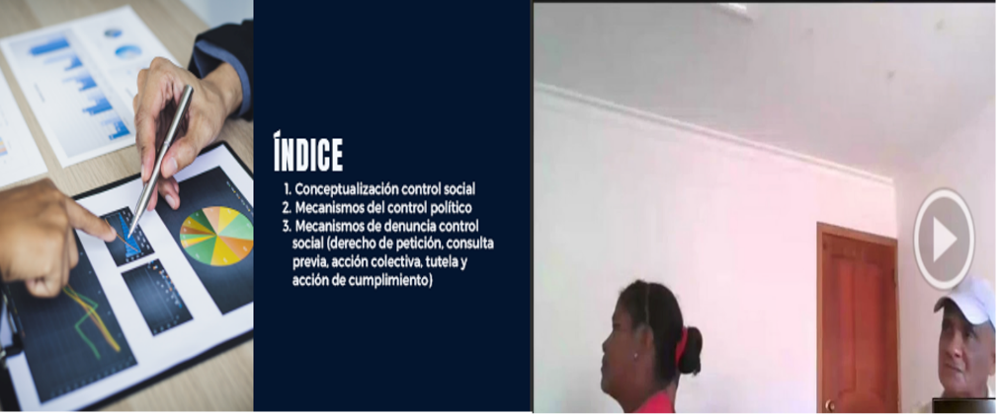 ÍNDICE
1. Conceptualización control social
2. Mecanismos del control político
3. Mecanismos de denuncia control
social (derecho de petición, consulta
previa, acción colectiva, tutela y
acción de cumplimiento)